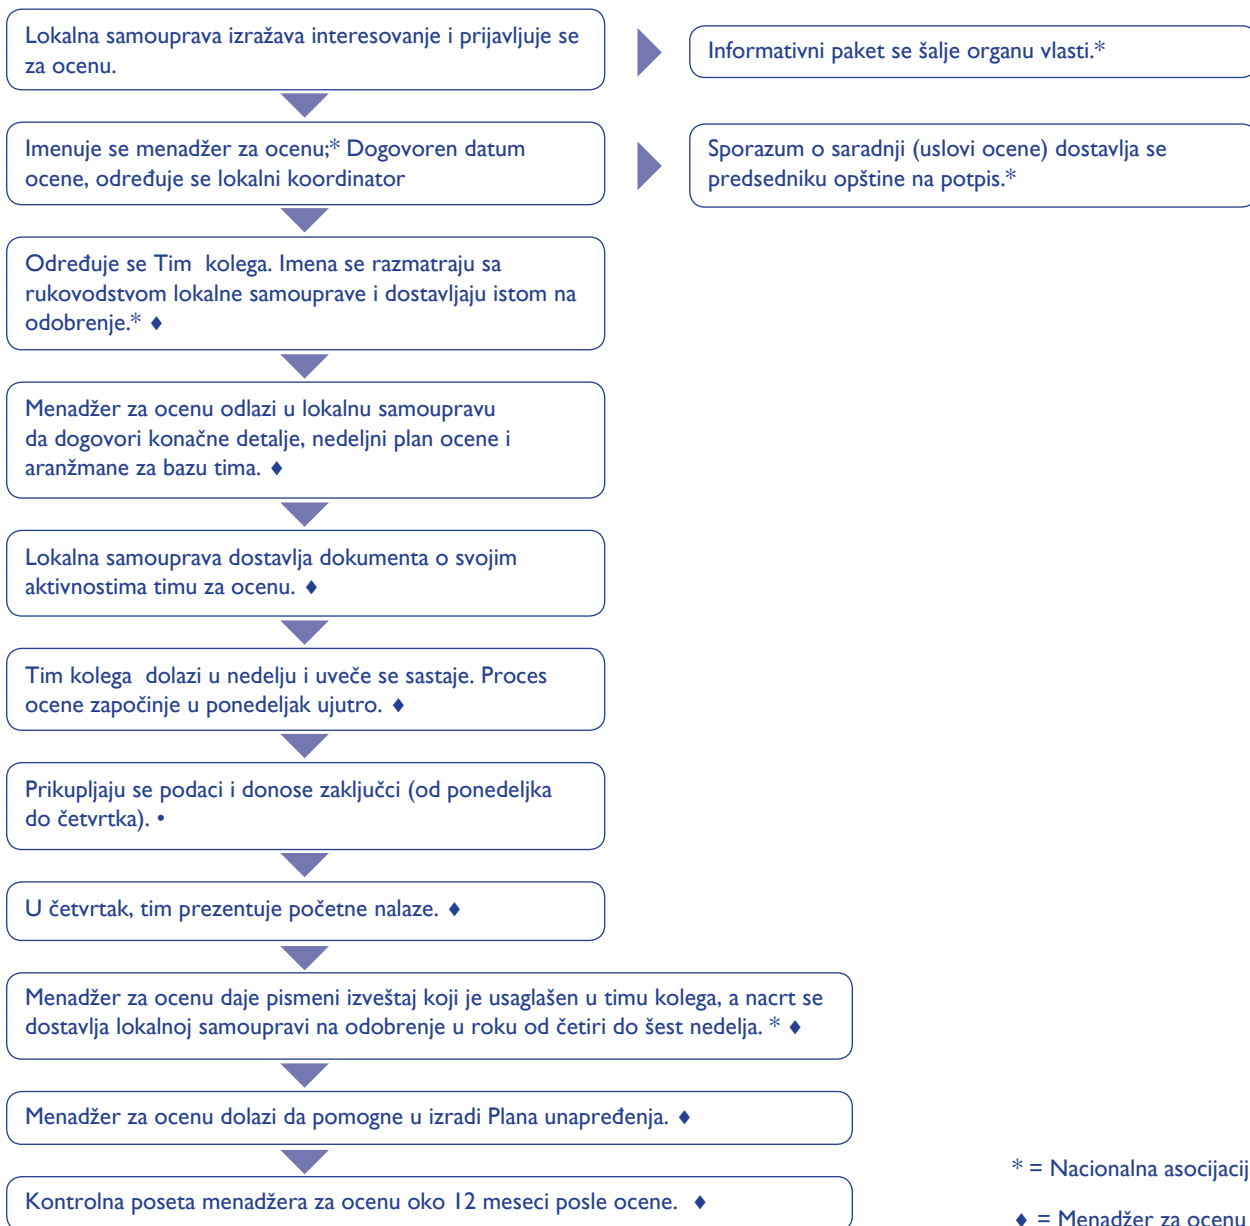 Lokalna samouprava izražava interesovanje i prijavljuje se
za ocenu.
Informativni paket se šalje organu vlasti.*
Imenuje se menadžer za ocenu;* Dogovoren datum
ocene, određuje se lokalni koordinator
Sporazum o saradnji (uslovi ocene) dostavlja se
predsedniku opštine na potpis.*
Određuje se Tim kolega. Imena se razmatraju sa
rukovodstvom lokalne samouprave i dostavljaju istom na
odobrenje.* ♦
Menadžer za ocenu odlazi u lokalnu samoupravu
da dogovori konačne detalje, nedeljni plan ocene i
aranžmane za bazu tima. ♦
Lokalna samouprava dostavlja dokumenta o svojim
aktivnostima timu za ocenu. ♦
Tim kolega dolazi u nedelju i uveče se sastaje. Proces
ocene započinje u ponedeljak ujutro. ♦
Prikupljaju se podaci i donose zaključci (od ponedeljka
do četvrtka). •
U četvrtak, tim prezentuje početne nalaze. ♦
Menadžer za ocenu daje pismeni izveštaj koji je usaglašen u timu kolega, a nacrt se
dostavlja lokalnoj samoupravi na odobrenje u roku od četiri do šest nedelja. * ♦
Menadžer za ocenu dolazi da pomogne u izradi Plana unapređenja. ♦
Kontrolna poseta menadžera za ocenu oko 12 meseci posle ocene. ♦
* = Nacionalna asocijacij
♦ = Menadžer za ocenu